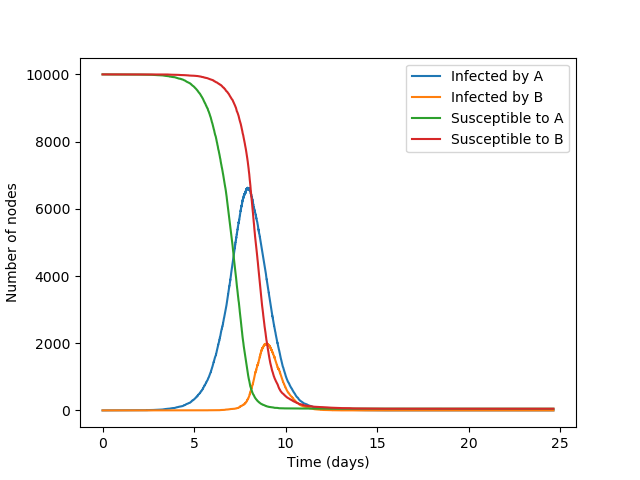 Infected by A
Infected by B
Susceptible to A
Susceptible to B
Number of nodes
10000
8000
6000
4000
2000
0
0 5 10 15 20 25
Time (days)